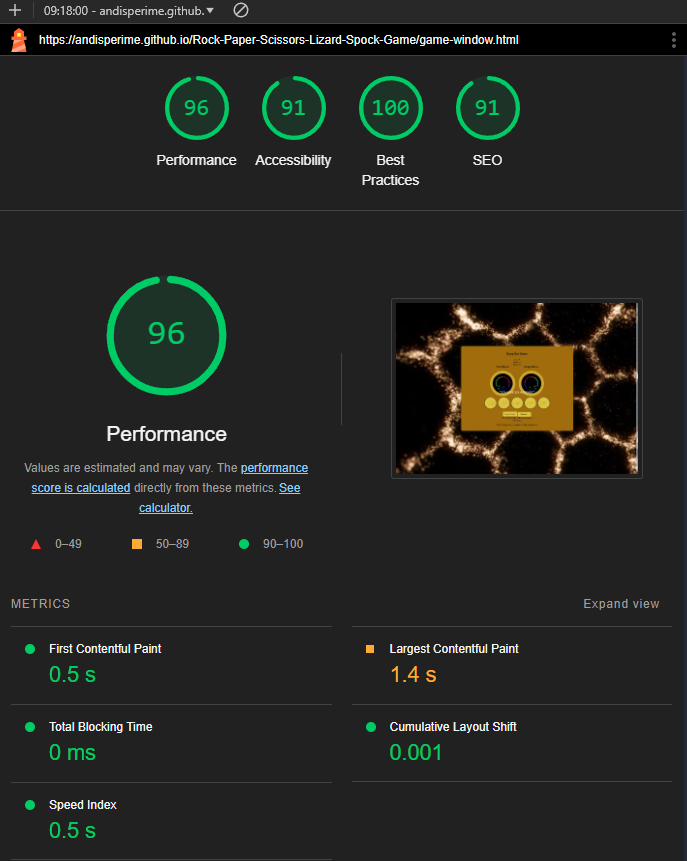 09:18:00 - andisperime.github.
https://andisperime.github.io/Rock-Paper-Scissors-Lizard-Spock-Game/game-window.html
96
91
100
91
Performance
Accessibility
Best
Practices
SEO
96
Performance
Values are estimated and may vary. The performance
score is calculated directly from these metrics. See
calculator.
0–49
50–89
90–100
METRICS
Expand view
First Contentful Paint
0.5 s
Largest Contentful Paint
1.4 s
Total Blocking Time
0 ms
Cumulative Layout Shift
0.001
Speed Index
0.5 s